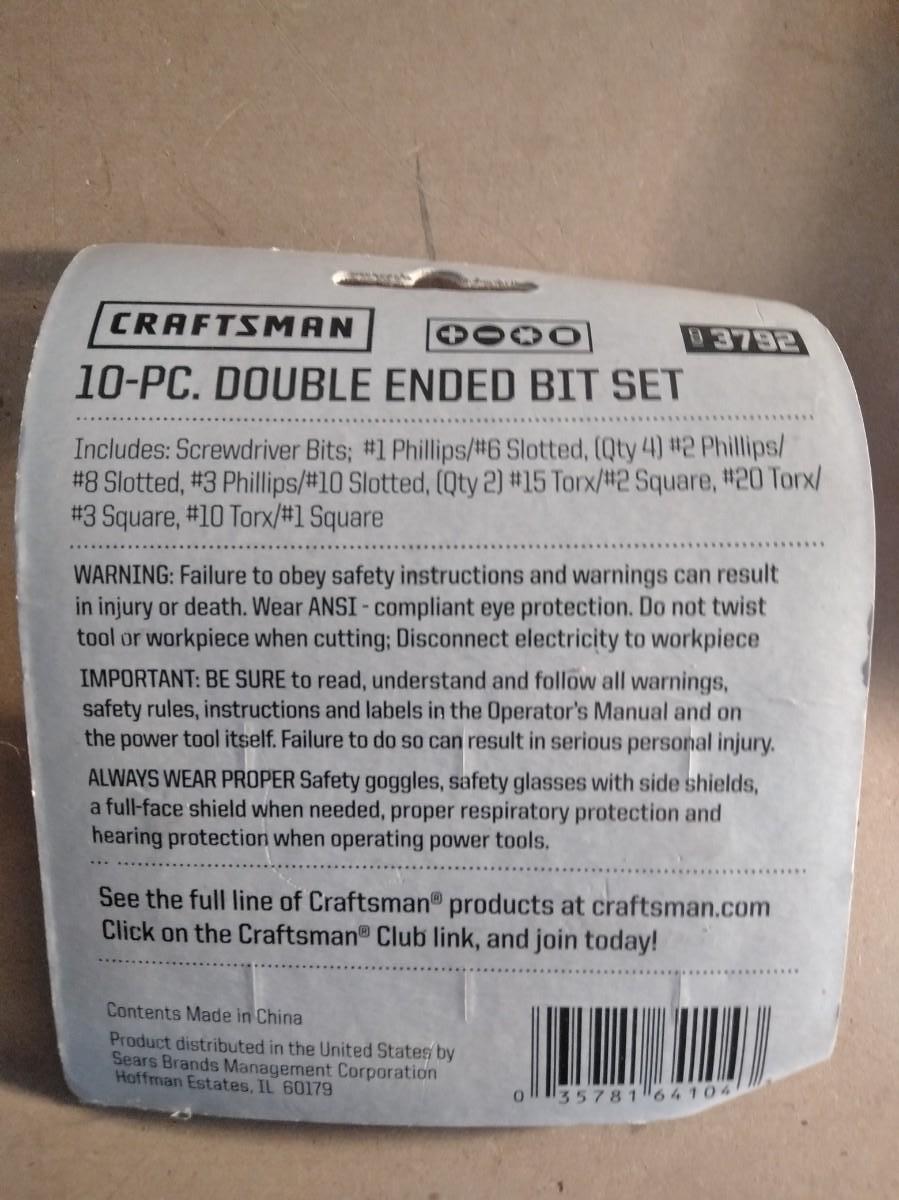 CRAFTSMAN
3792
10-PC. DOUBLE ENDED BIT SET
Includes: Screwdriver Bits; #1 Phillips/#6 Slotted, (Qty 4) #2 Phillips/
#8 Slotted, #3 Phillips/#10 Slotted, (Qty 2) #15 Torx/#2 Square, #20 Torx/
#3 Square, #10 Torx/#1 Square
WARNING: Failure to obey safety instructions and warnings can result
in injury or death. Wear ANSI - compliant eye protection. Do not twist
tool or workpiece when cutting; Disconnect electricity to workpiece
IMPORTANT: BE SURE to read, understand and follow all warnings,
safety rules, instructions and labels in the Operator's Manual and on
the power tool itself. Failure to do so can result in serious personal injury.
ALWAYS WEAR PROPER Safety goggles, safety glasses with side shields,
a full-face shield when needed, proper respiratory protection and
hearing protection when operating power tools.
See the full line of Craftsman® products at craftsman.com
Click on the Craftsman® Club link, and join today!
Contents Made in China
Product distributed in the United States by
Sears Brands Management Corporation
Hoffman Estates, IL 60179
0 35781 64104